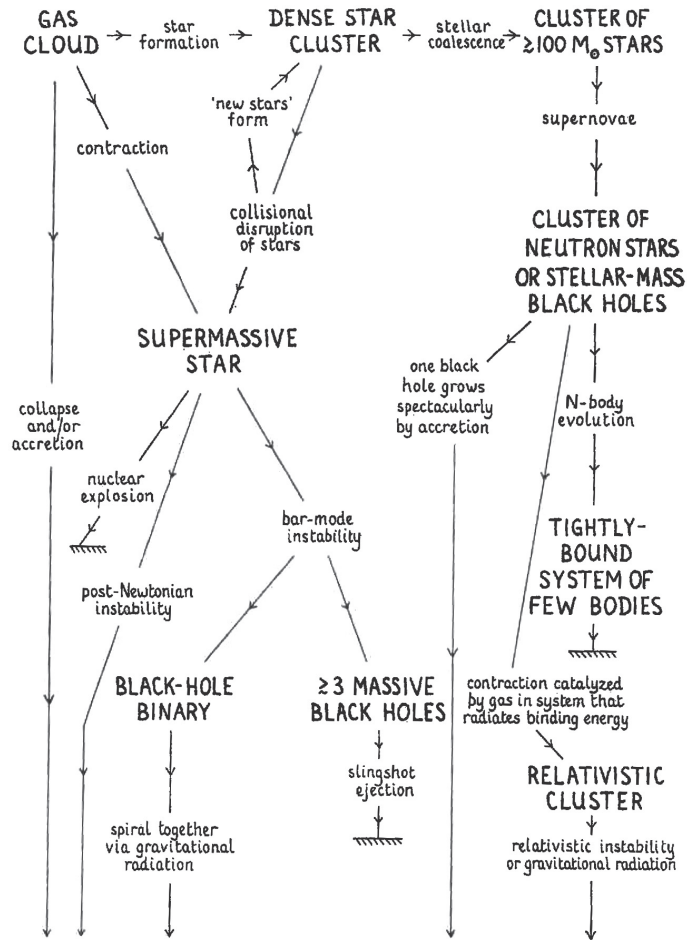 GAS
CLOUD
star
formation
DENSE STAR
CLUSTER
stellar
coalescence
CLUSTER OF
≥100 M⊙ STARS
'new stars'
form
contraction
supernovae
collisional
disruption
of stars
CLUSTER OF
NEUTRON STARS
OR STELLAR-MASS
BLACK HOLES
SUPERMASSIVE
STAR
one black
hole grows
spectacularly
by accretion
N-body
evolution
collapse
and/or
accretion
nuclear
explosion
bar-mode
instability
TIGHTLY-
BOUND
SYSTEM OF
FEW BODIES
post-Newtonian
instability
BLACK-HOLE
BINARY
≥3 MASSIVE
BLACK HOLES
contraction catalyzed
by gas in system that
radiates binding energy
slingshot
ejection
RELATIVISTIC
CLUSTER
spiral together
via gravitational
radiation
relativistic instability
or gravitational radiation